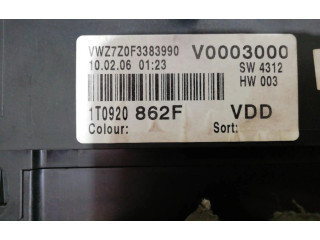 VWZ7Z0F3383990 V0003000
10.02.06 01:23 SW 4312
HW 003
1T0920 862F VDD
Colour: Sort: